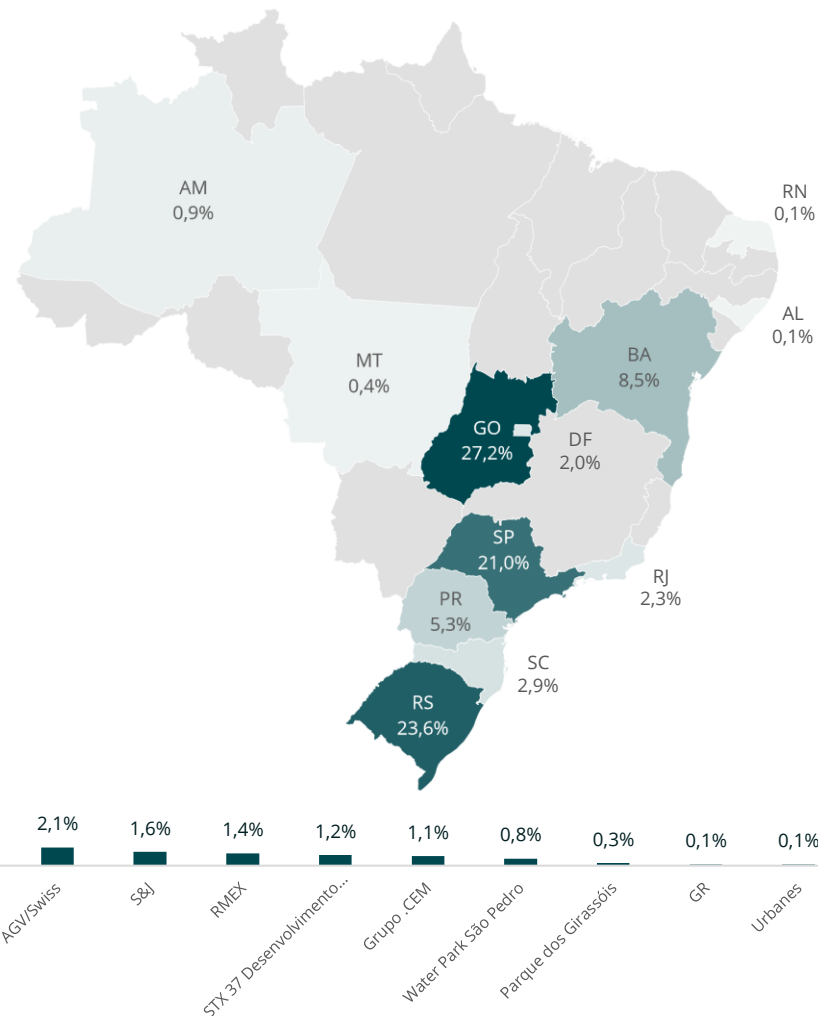 AM
0,9%
RN
0,1%
AL
0,1%
MT
0,4%
BA
8,5%
GO
27,2%
DF
2,0%
SP
21,0%
RJ
2,3%
PR
5,3%
SC
2,9%
RS
23,6%
2,1%
1,6%
1,4%
1,2%
1,1%
0,8%
0,3%
0,1%
0,1%
AGV/Swiss
S&J
RMEX
STX 37 Desenvolvimento...
Grupo .CEM
Water Park São Pedro
Parque dos Girassóis
GR
Urbanes